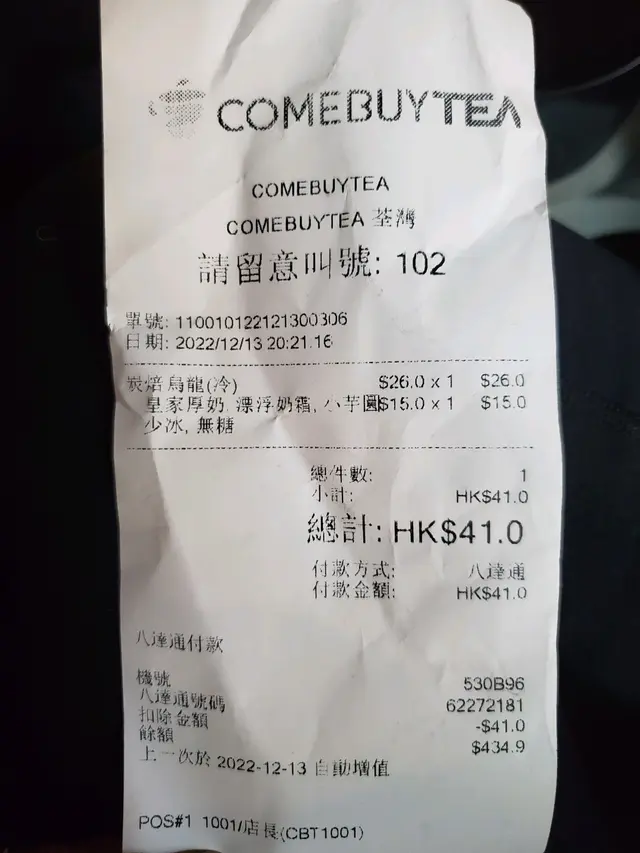 COMEBUYTEA
COMEBUYTEA
COMEBUYTEA 荃灣
請留意叫號: 102
單號: 110010122121300306
日期: 2022/12/13 20:21:16
炭焙烏龍(冷) $26.0 x 1 $26.0
皇家厚奶, 漂浮奶霜, 小芋圓$15.0 x 1 $15.0
少冰, 無糖
總件數: 1
小計: HK$41.0
總計: HK$41.0
付款方式: 八達通
付款金額: HK$41.0
八達通付款
機號 530B96
八達通號碼 62272181
扣除金額 -$41.0
餘額 $434.9
上一次於 2022-12-13 自動增值
POS#1 1001/店長(CBT1001)